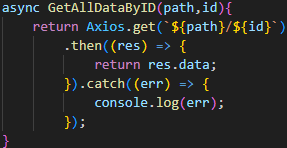 async GetAllDataByID(path,id){
    return Axios.get(`${path}/${id}`)
        .then((res) => {
            return res.data;
        }).catch((err) => {
            console.log(err);
        });
}